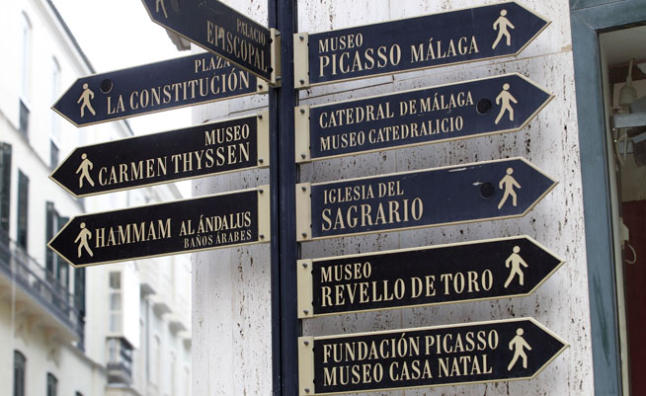 PALACIO
EPISCOPAL
PLAZA
LA CONSTITUCIÓN
MUSEO
CARMEN THYSSEN
HAMMAM AL ÁNDALUS
BAÑOS ÁRABES
MUSEO
PICASSO MÁLAGA
CATEDRAL DE MÁLAGA
MUSEO CATEDRALICIO
IGLESIA DEL
SAGRARIO
MUSEO
REVELLO DE TORO
FUNDACIÓN PICASSO
MUSEO CASA NATAL